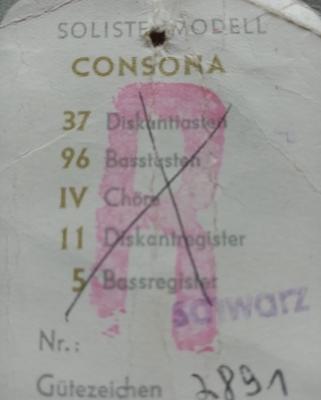 SOLISTENMODELL
CONSONA
37 Diskanttasten
96 Basstasten
IV Chöre
11 Diskantregister
5 Bassregister
schwarz
Nr.:
Gütezeichen 2891